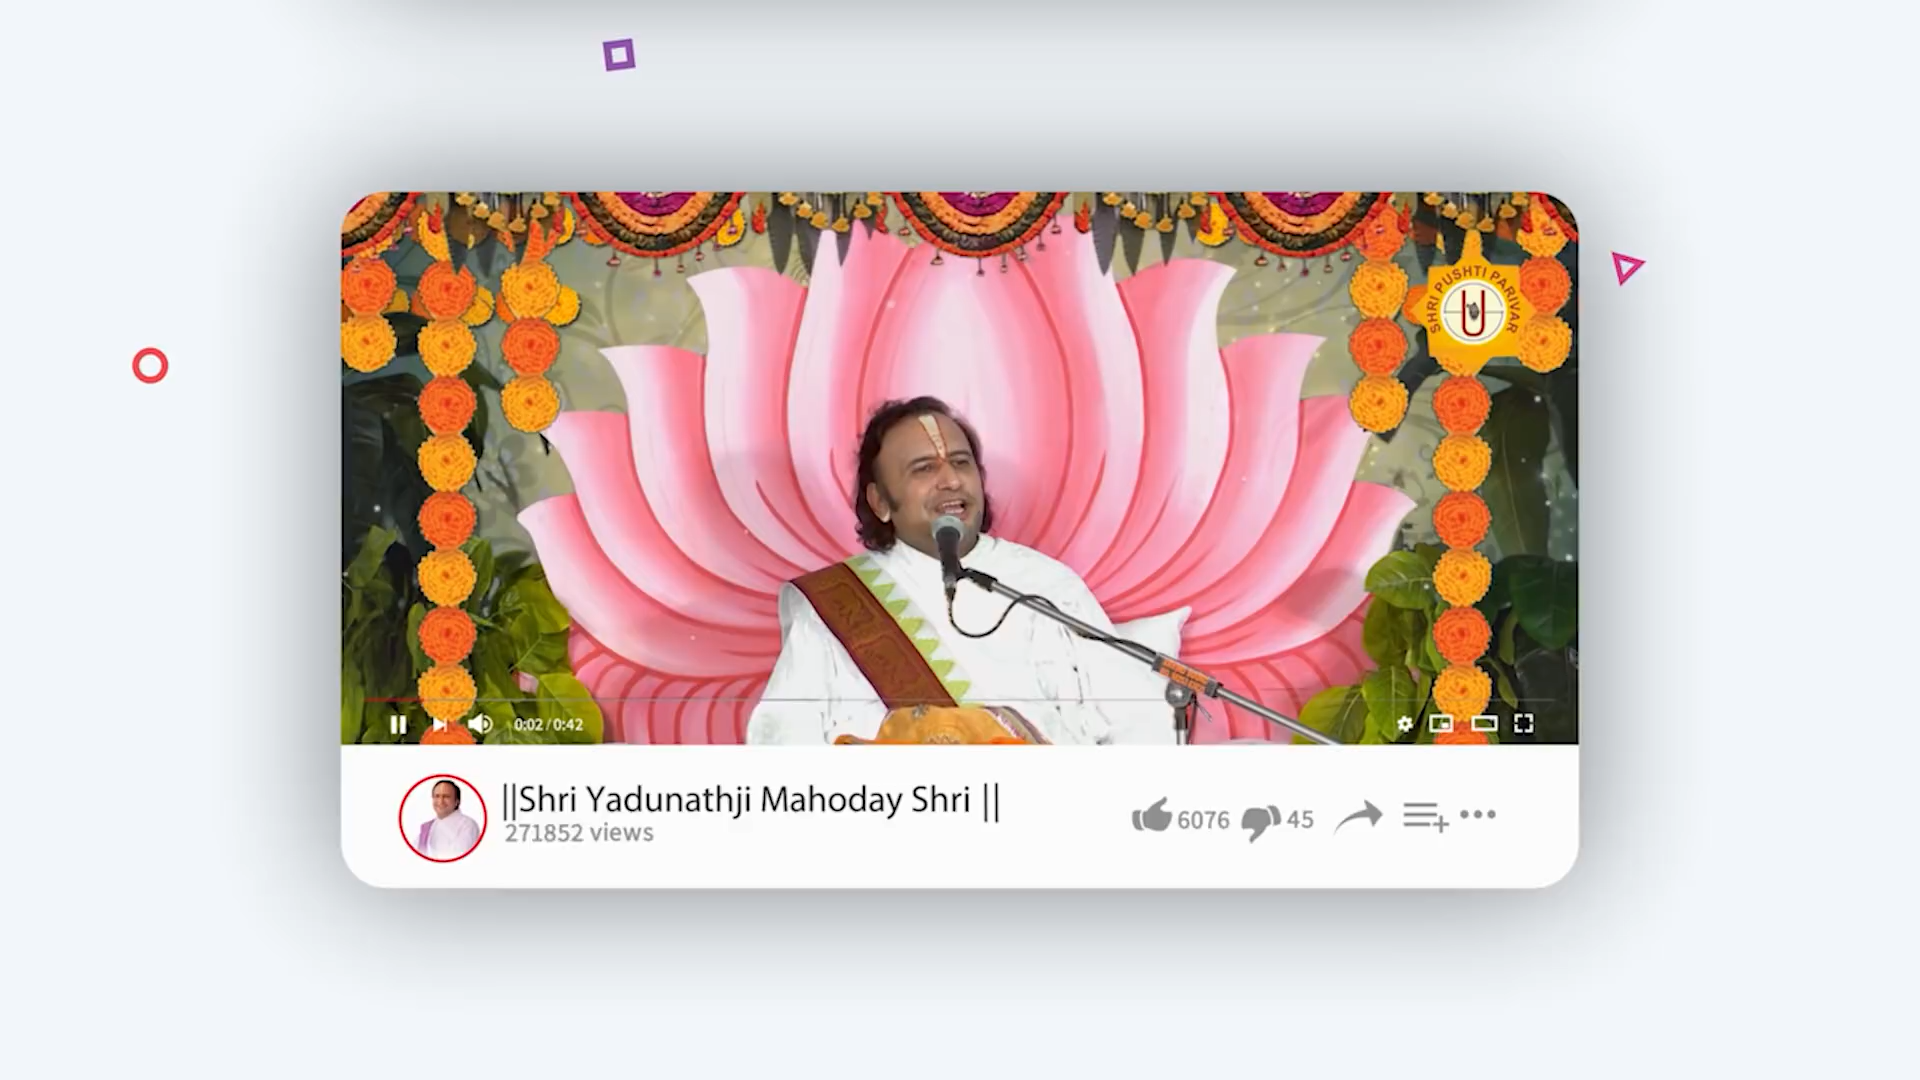 SHRI PUSHTI PARIVAR
0:02 / 0:42
||Shri Yadunathji Mahoday Shri ||
271852 views
6076
45